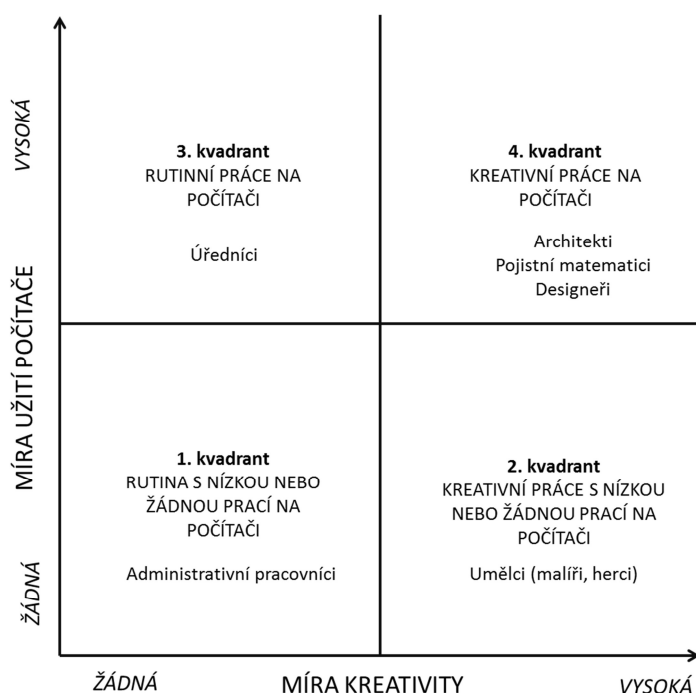 VYSOKÁ
3. kvadrant
RUTINNÍ PRÁCE NA
POČÍTAČI
Úředníci
4. kvadrant
KREATIVNÍ PRÁCE NA
POČÍTAČI
Architekti
Pojistní matematici
Designeři
MÍRA UŽITÍ POČÍTAČE
1. kvadrant
RUTINA S NÍZKOU NEBO
ŽÁDNOU PRACÍ NA
POČÍTAČI
Administrativní pracovníci
2. kvadrant
KREATIVNÍ PRÁCE S NÍZKOU
NEBO ŽÁDNOU PRACÍ NA
POČÍTAČI
Umělci (malíři, herci)
ŽÁDNÁ
ŽÁDNÁ
MÍRA KREATIVITY
VYSOKÁ